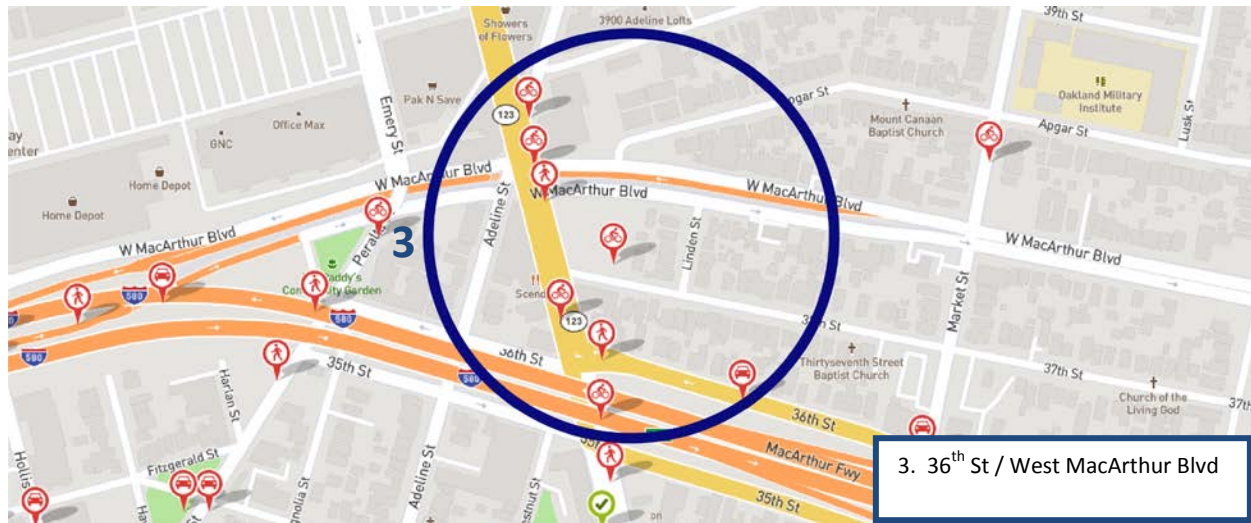 Showers
of Flowers
3900 Adeline Lofts
39th St
Pak N Save
Emery St
123
Office Max
GNC
Home Depot
Home Depot
Apgar St
Mount Canaan
Baptist Church
Oakland Military
Institute
Apgar St
Lusk St
W MacArthur Blvd
W MacArthur Blvd
W MacArthur Blvd
W MacArthur Blvd
W MacArthur Blvd
Adeline St
Linden St
Market St
3
580
580
580
580
123
36th St
35th St
Thirtyseventh Street
Baptist Church
37th St
Church of the
Living God
37th
36th St
MacArthur Fwy
35th St
Harlan St
Fitzgerald St
Hollis
Adeline St
3. 36th St / West MacArthur Blvd